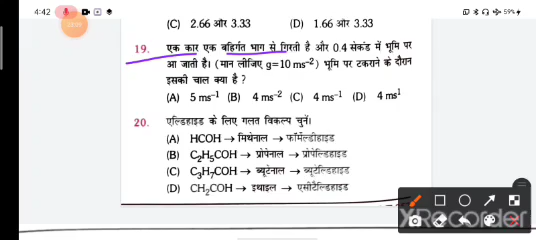 4:42
59%
(C) 2.66 और 3.33 (D) 1.66 और 3.33
19. एक कार एक बहिर्गत भाग से गिरती है और 0.4 सेकंड में भूमि पर
आ जाती है। (मान लीजिए g=10 ms⁻²) भूमि पर टकराने के दौरान
इसकी चाल क्या है ?
(A) 5 ms⁻¹ (B) 4 ms⁻² (C) 4 ms⁻¹ (D) 4 ms¹
20. एल्डिहाइड के लिए गलत विकल्प चुनें।
(A) HCOH → मिथेनाल → फॉर्मेल्डीहाइड
(B) C₂H₅COH → प्रोपेनाल → प्रोपेल्डिहाइड
(C) C₃H₇COH → ब्यूटेनाल → ब्यूटेल्डिहाइड
(D) CH₂COH → इथाइल → एसीटैल्डिहाइड
XRecorder